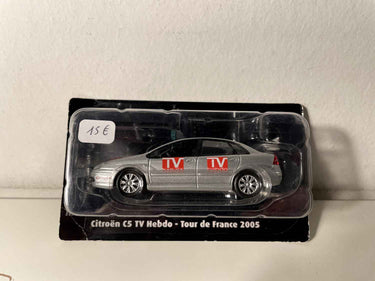 15€
TV
TV
Citroën C5 TV Hebdo - Tour de France 2005